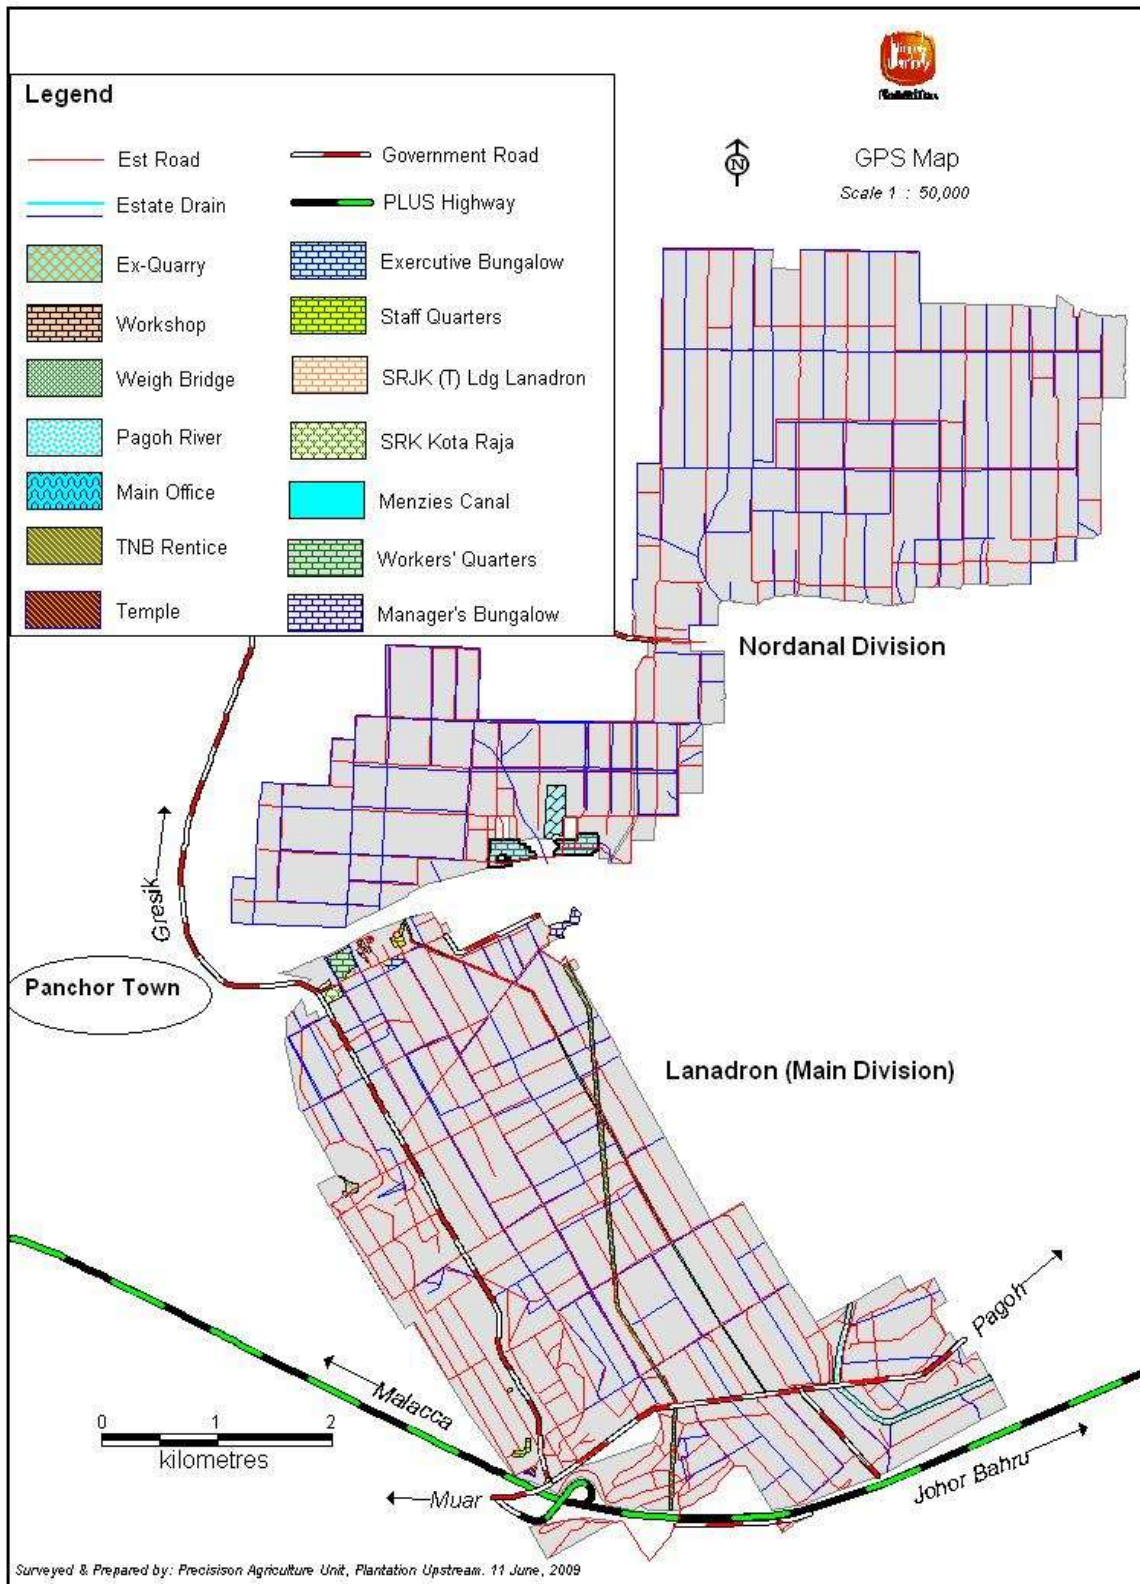 Legend
Est Road
Government Road
Estate Drain
PLUS Highway
Ex-Quarry
Exercutive Bungalow
Workshop
Staff Quarters
Weigh Bridge
SRJK (T) Ldg Lanadron
Pagoh River
SRK Kota Raja
Main Office
Menzies Canal
TNB Rentice
Workers' Quarters
Temple
Manager's Bungalow
N
GPS Map
Scale 1 : 50,000
Nordanal Division
Gresik
Panchor Town
Lanadron (Main Division)
Pagoh
Malacca
Johor Bahru
Muar
0 1 2
kilometres
Surveyed & Prepared by: Precisison Agriculture Unit, Plantation Upstream. 11 June, 2009